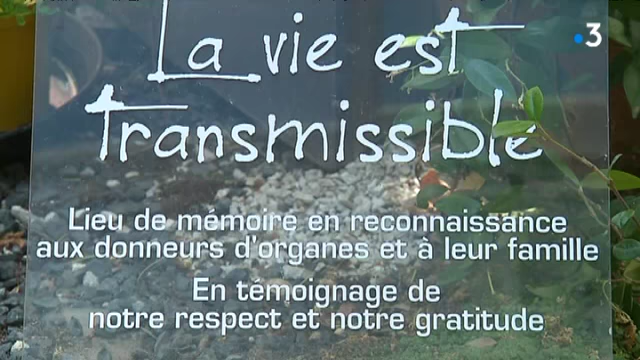 La vie est
transmissible
Lieu de mémoire en reconnaissance
aux donneurs d'organes et à leur famille
En témoignage de
notre respect et notre gratitude
3